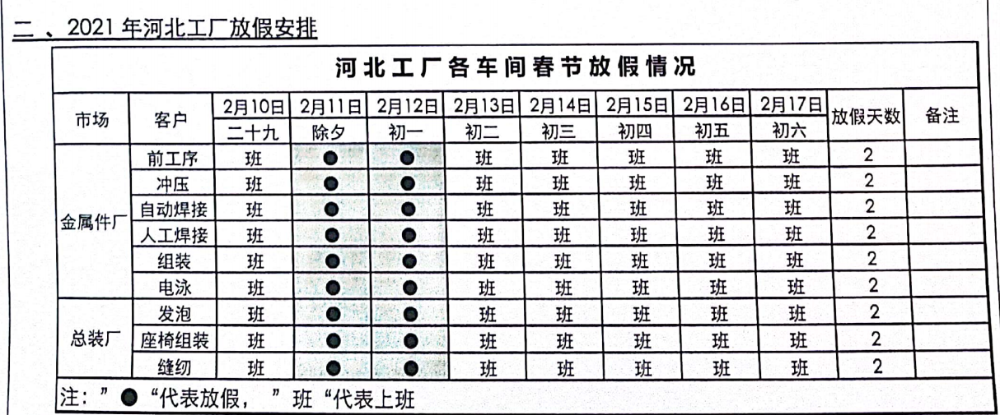 二、2021年河北工厂放假安排
河北工厂各车间春节放假情况
市场 客户 2月10日 2月11日 2月12日 2月13日 2月14日 2月15日 2月16日 2月17日 放假天数 备注
二十九 除夕 初一 初二 初三 初四 初五 初六
金属件厂 前工序 班 ● ● 班 班 班 班 班 2
冲压 班 ● ● 班 班 班 班 班 2
自动焊接 班 ● ● 班 班 班 班 班 2
人工焊接 班 ● ● 班 班 班 班 班 2
组装 班 ● ● 班 班 班 班 班 2
电泳 班 ● ● 班 班 班 班 班 2
总装厂 发泡 班 ● ● 班 班 班 班 班 2
座椅组装 班 ● ● 班 班 班 班 班 2
缝纫 班 ● ● 班 班 班 班 班 2
注：”●“代表放假，”班“代表上班